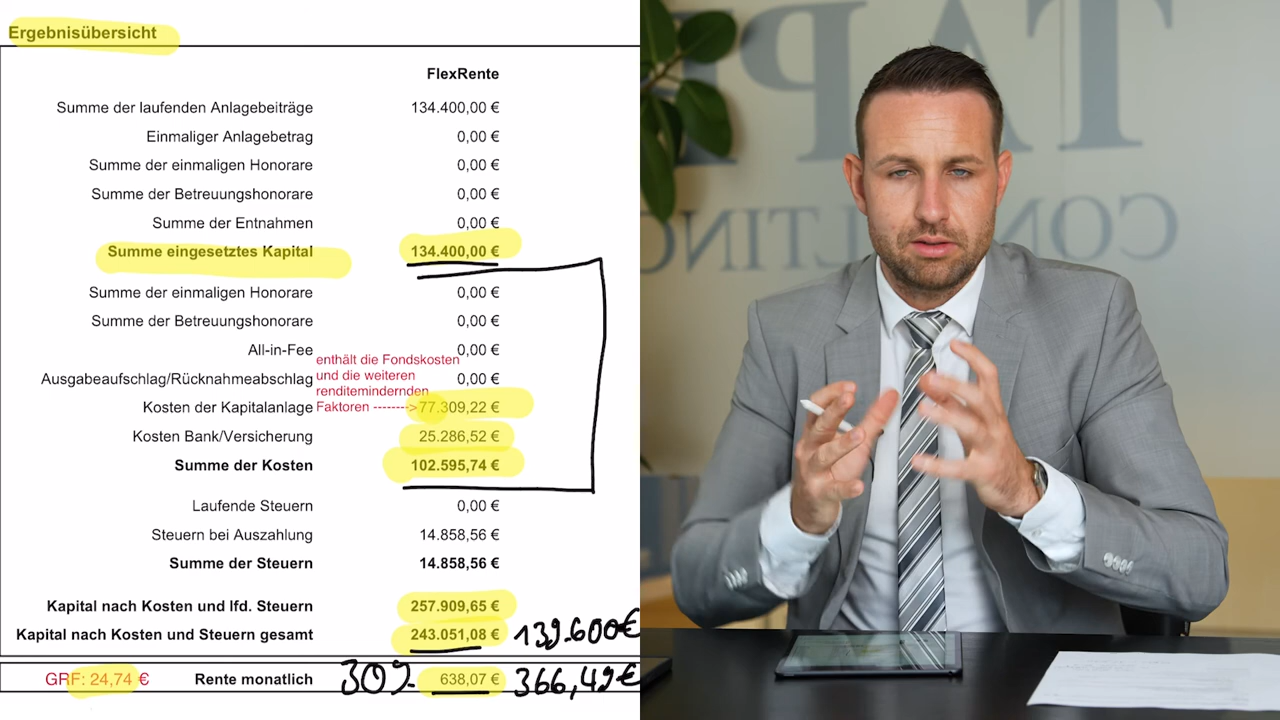 Ergebnisübersicht
FlexRente
Summe der laufenden Anlagebeiträge 134.400,00 €
Einmaliger Anlagebetrag 0,00 €
Summe der einmaligen Honorare 0,00 €
Summe der Betreuungshonorare 0,00 €
Summe der Entnahmen 0,00 €
Summe eingesetztes Kapital 134.400,00 €
Summe der einmaligen Honorare 0,00 €
Summe der Betreuungshonorare 0,00 €
All-in-Fee 0,00 €
enthält die Fondskosten
Ausgabeaufschlag/Rücknahmeabschlag und die weiteren 0,00 €
renditemindernden
Kosten der Kapitalanlage Faktoren -------> 77.309,22 €
Kosten Bank/Versicherung 25.286,52 €
Summe der Kosten 102.595,74 €
Laufende Steuern 0,00 €
Steuern bei Auszahlung 14.858,56 €
Summe der Steuern 14.858,56 €
Kapital nach Kosten und lfd. Steuern 257.909,65 €
Kapital nach Kosten und Steuern gesamt 243.051,08 € 139.600€
GRF: 24,74 € Rente monatlich 638,07 € 366,49€
TAP
CONSULTING